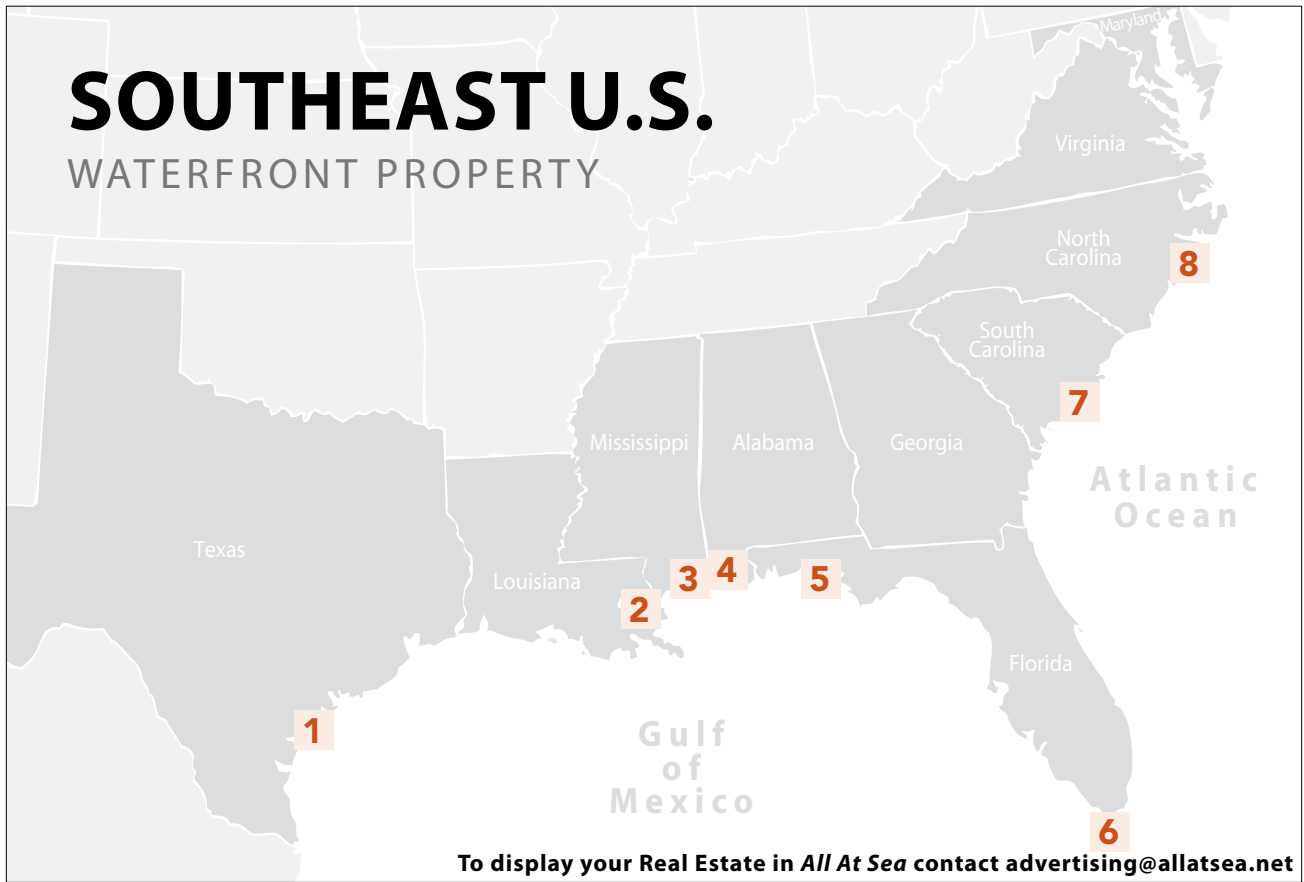 SOUTHEAST U.S.
WATERFRONT PROPERTY
Maryland
Virginia
North
Carolina
8
South
Carolina
7
Mississippi
Alabama
Georgia
Atlantic
Ocean
Texas
Louisiana
2
3
4
5
Florida
1
Gulf
of
Mexico
6
To display your Real Estate in All At Sea contact advertising@allatsea.net